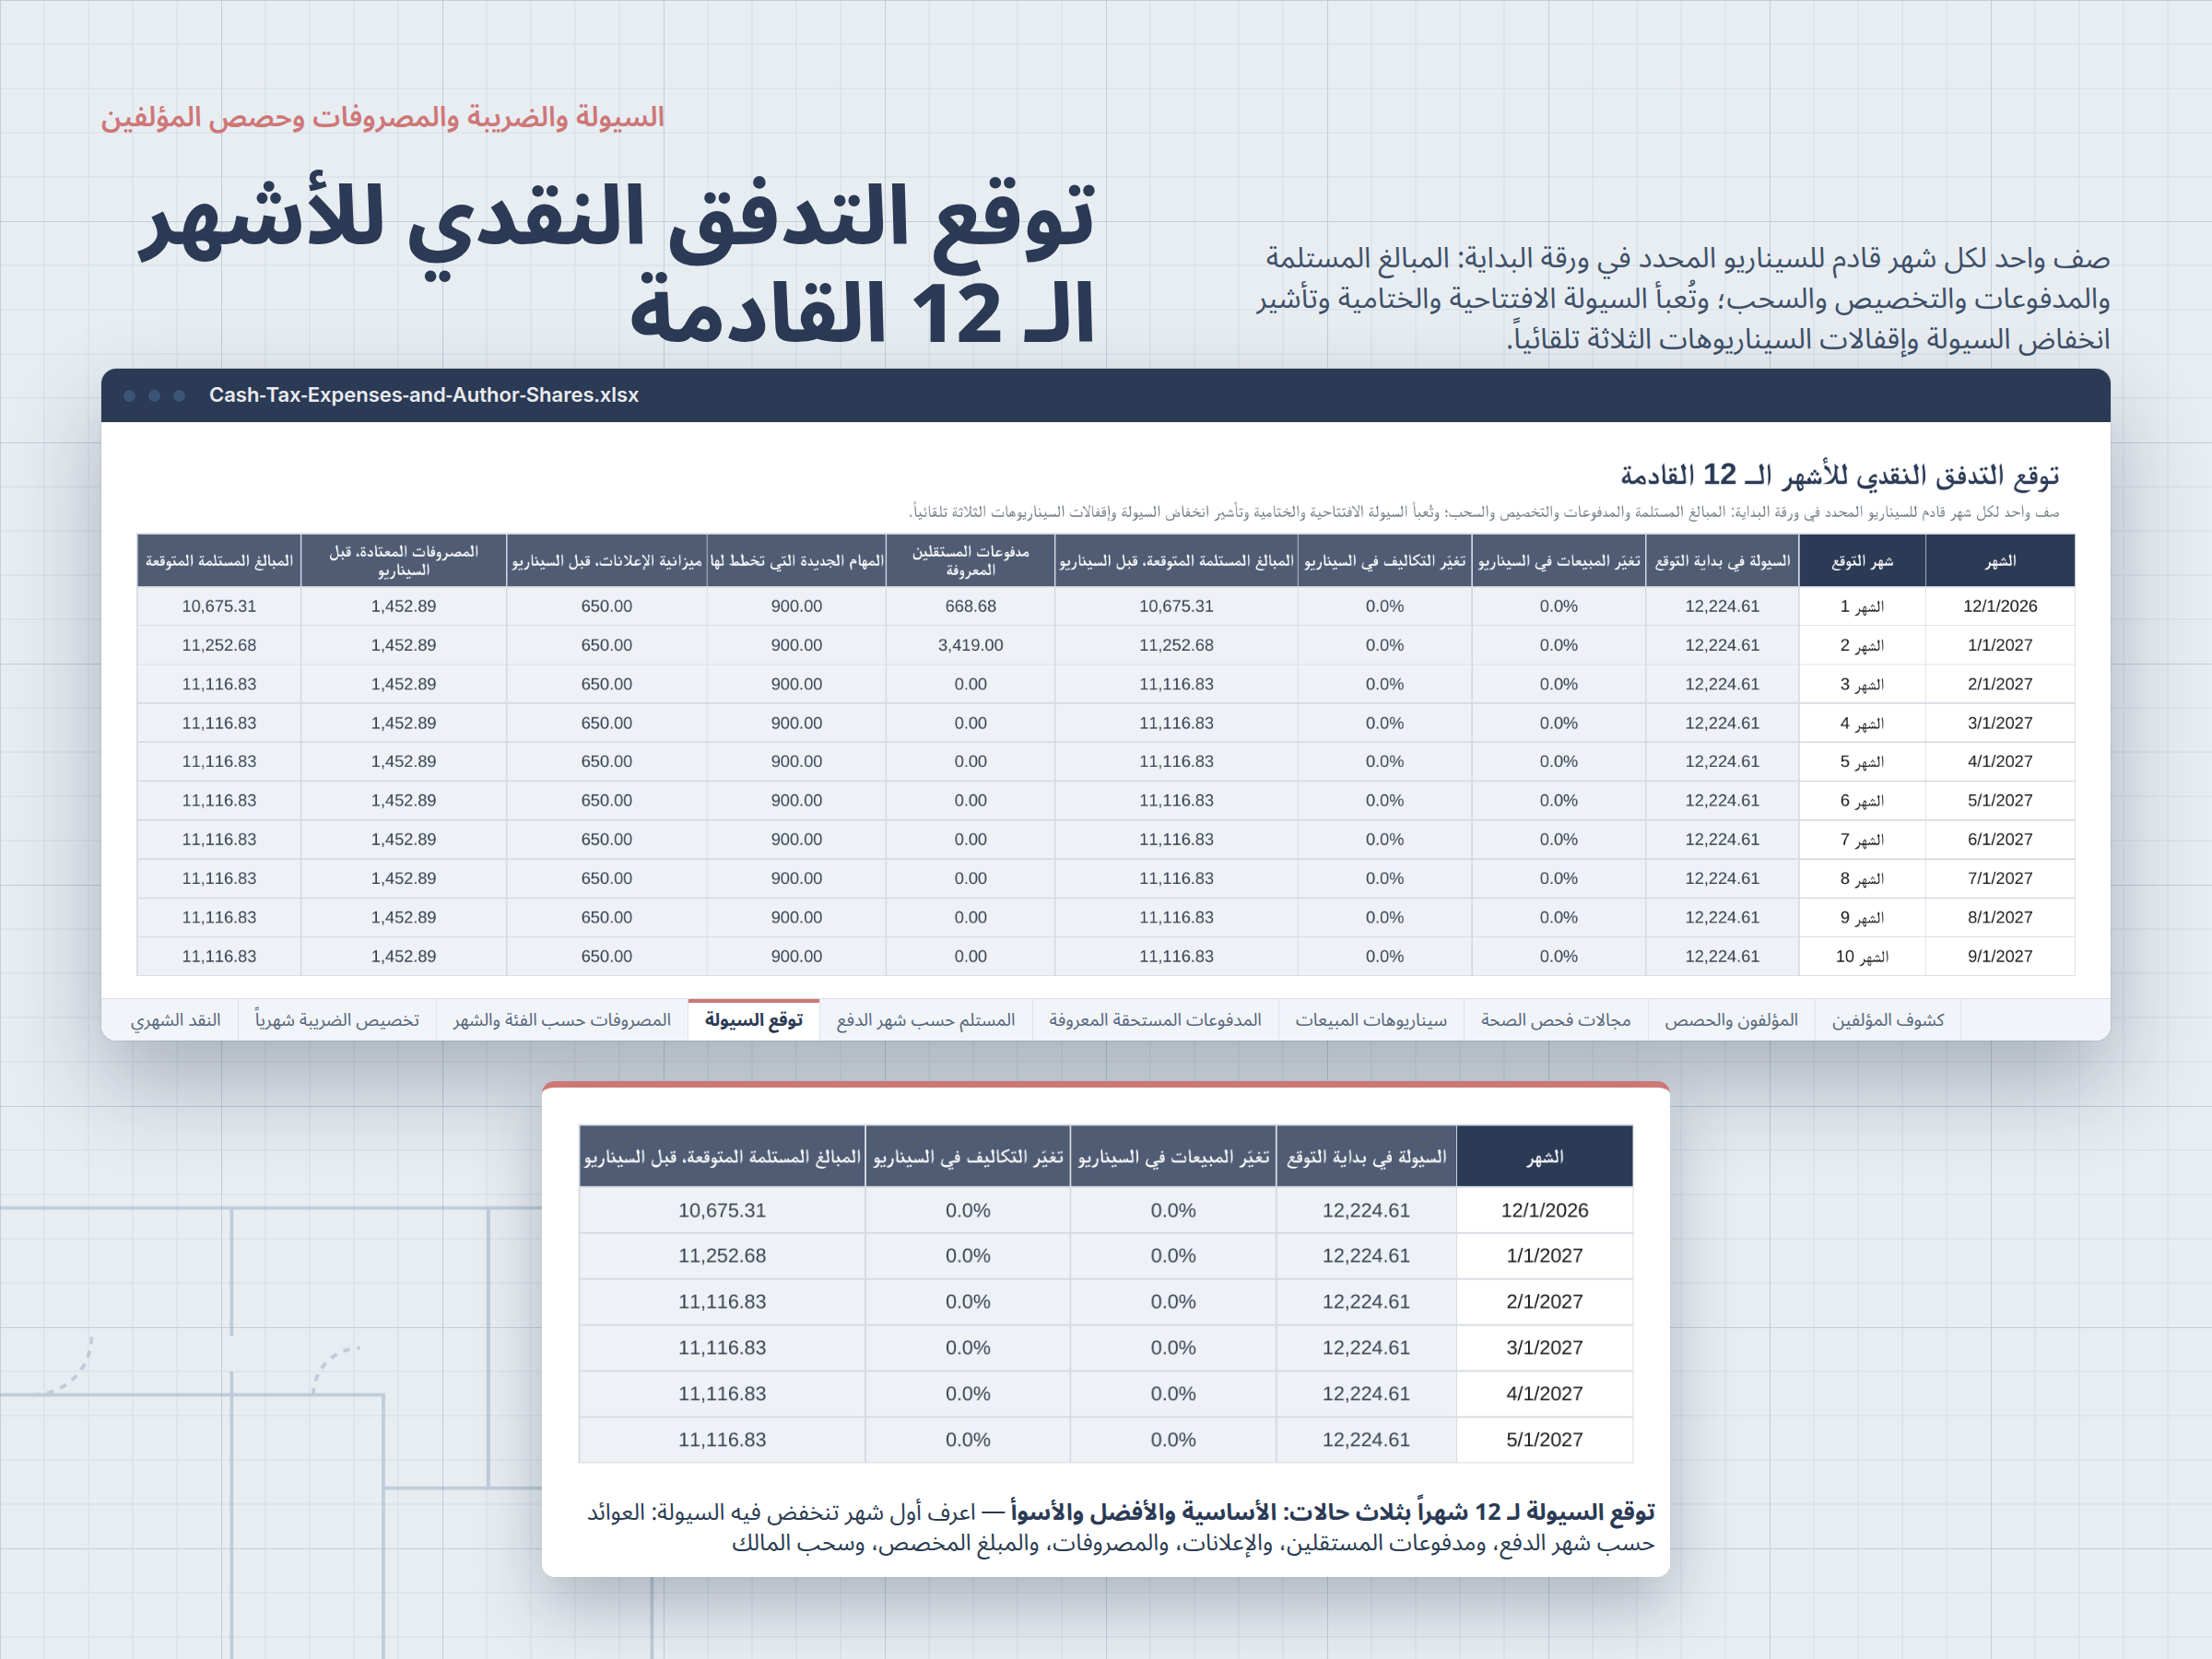 السيولة والضريبة والمصروفات وحصص المؤلفين
توقع التدفق النقدي للأشهر
الـ 12 القادمة
صف واحد لكل شهر قادم للسيناريو المحدد في ورقة البداية: المبالغ المستلمة
والمدفوعات والتخصيص والسحب؛ وتُعبأ السيولة الافتتاحية والختامية وتأشير
انخفاض السيولة وإقفالات السيناريوهات الثلاثة تلقائياً.
Cash-Tax-Expenses-and-Author-Shares.xlsx
توقع التدفق النقدي للأشهر الـ 12 القادمة
صف واحد لكل شهر قادم للسيناريو المحدد في ورقة البداية: المبالغ المستلمة والمدفوعات والتخصيص والسحب؛ وتُعبأ السيولة الافتتاحية والختامية وتأشير انخفاض السيولة وإقفالات السيناريوهات الثلاثة تلقائياً.
الشهر شهر التوقع السيولة في بداية التوقع تغيّر المبيعات في السيناريو تغيّر التكاليف في السيناريو المبالغ المستلمة المتوقعة، قبل السيناريو مدفوعات المستقلين المعروفة المهام الجديدة التي تخطط لها ميزانية الإعلانات، قبل السيناريو المصروفات المعتادة، قبل السيناريو المبالغ المستلمة المتوقعة
12/1/2026 الشهر 1 12,224.61 0.0% 0.0% 10,675.31 668.68 900.00 650.00 1,452.89 10,675.31
1/1/2027 الشهر 2 12,224.61 0.0% 0.0% 11,252.68 3,419.00 900.00 650.00 1,452.89 11,252.68
2/1/2027 الشهر 3 12,224.61 0.0% 0.0% 11,116.83 0.00 900.00 650.00 1,452.89 11,116.83
3/1/2027 الشهر 4 12,224.61 0.0% 0.0% 11,116.83 0.00 900.00 650.00 1,452.89 11,116.83
4/1/2027 الشهر 5 12,224.61 0.0% 0.0% 11,116.83 0.00 900.00 650.00 1,452.89 11,116.83
5/1/2027 الشهر 6 12,224.61 0.0% 0.0% 11,116.83 0.00 900.00 650.00 1,452.89 11,116.83
6/1/2027 الشهر 7 12,224.61 0.0% 0.0% 11,116.83 0.00 900.00 650.00 1,452.89 11,116.83
7/1/2027 الشهر 8 12,224.61 0.0% 0.0% 11,116.83 0.00 900.00 650.00 1,452.89 11,116.83
8/1/2027 الشهر 9 12,224.61 0.0% 0.0% 11,116.83 0.00 900.00 650.00 1,452.89 11,116.83
9/1/2027 الشهر 10 12,224.61 0.0% 0.0% 11,116.83 0.00 900.00 650.00 1,452.89 11,116.83
كشوف المؤلفين المؤلفون والحصص مجالات فحص الصحة سيناريوهات المبيعات المدفوعات المستحقة المعروفة المستلم حسب شهر الدفع توقع السيولة المصروفات حسب الفئة والشهر تخصيص الضريبة شهرياً النقد الشهري
الشهر السيولة في بداية التوقع تغيّر المبيعات في السيناريو تغيّر التكاليف في السيناريو المبالغ المستلمة المتوقعة، قبل السيناريو
12/1/2026 12,224.61 0.0% 0.0% 10,675.31
1/1/2027 12,224.61 0.0% 0.0% 11,252.68
2/1/2027 12,224.61 0.0% 0.0% 11,116.83
3/1/2027 12,224.61 0.0% 0.0% 11,116.83
4/1/2027 12,224.61 0.0% 0.0% 11,116.83
5/1/2027 12,224.61 0.0% 0.0% 11,116.83
توقع السيولة لـ 12 شهراً بثلاث حالات: الأساسية والأفضل والأسوأ — اعرف أول شهر تنخفض فيه السيولة: العوائد
حسب شهر الدفع، ومدفوعات المستقلين، والإعلانات، والمصروفات، والمبلغ المخصص، وسحب المالك